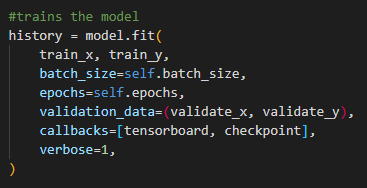 #trains the model
history = model.fit(
    train_x, train_y,
    batch_size=self.batch_size,
    epochs=self.epochs,
    validation_data=(validate_x, validate_y),
    callbacks=[tensorboard, checkpoint],
    verbose=1,
)